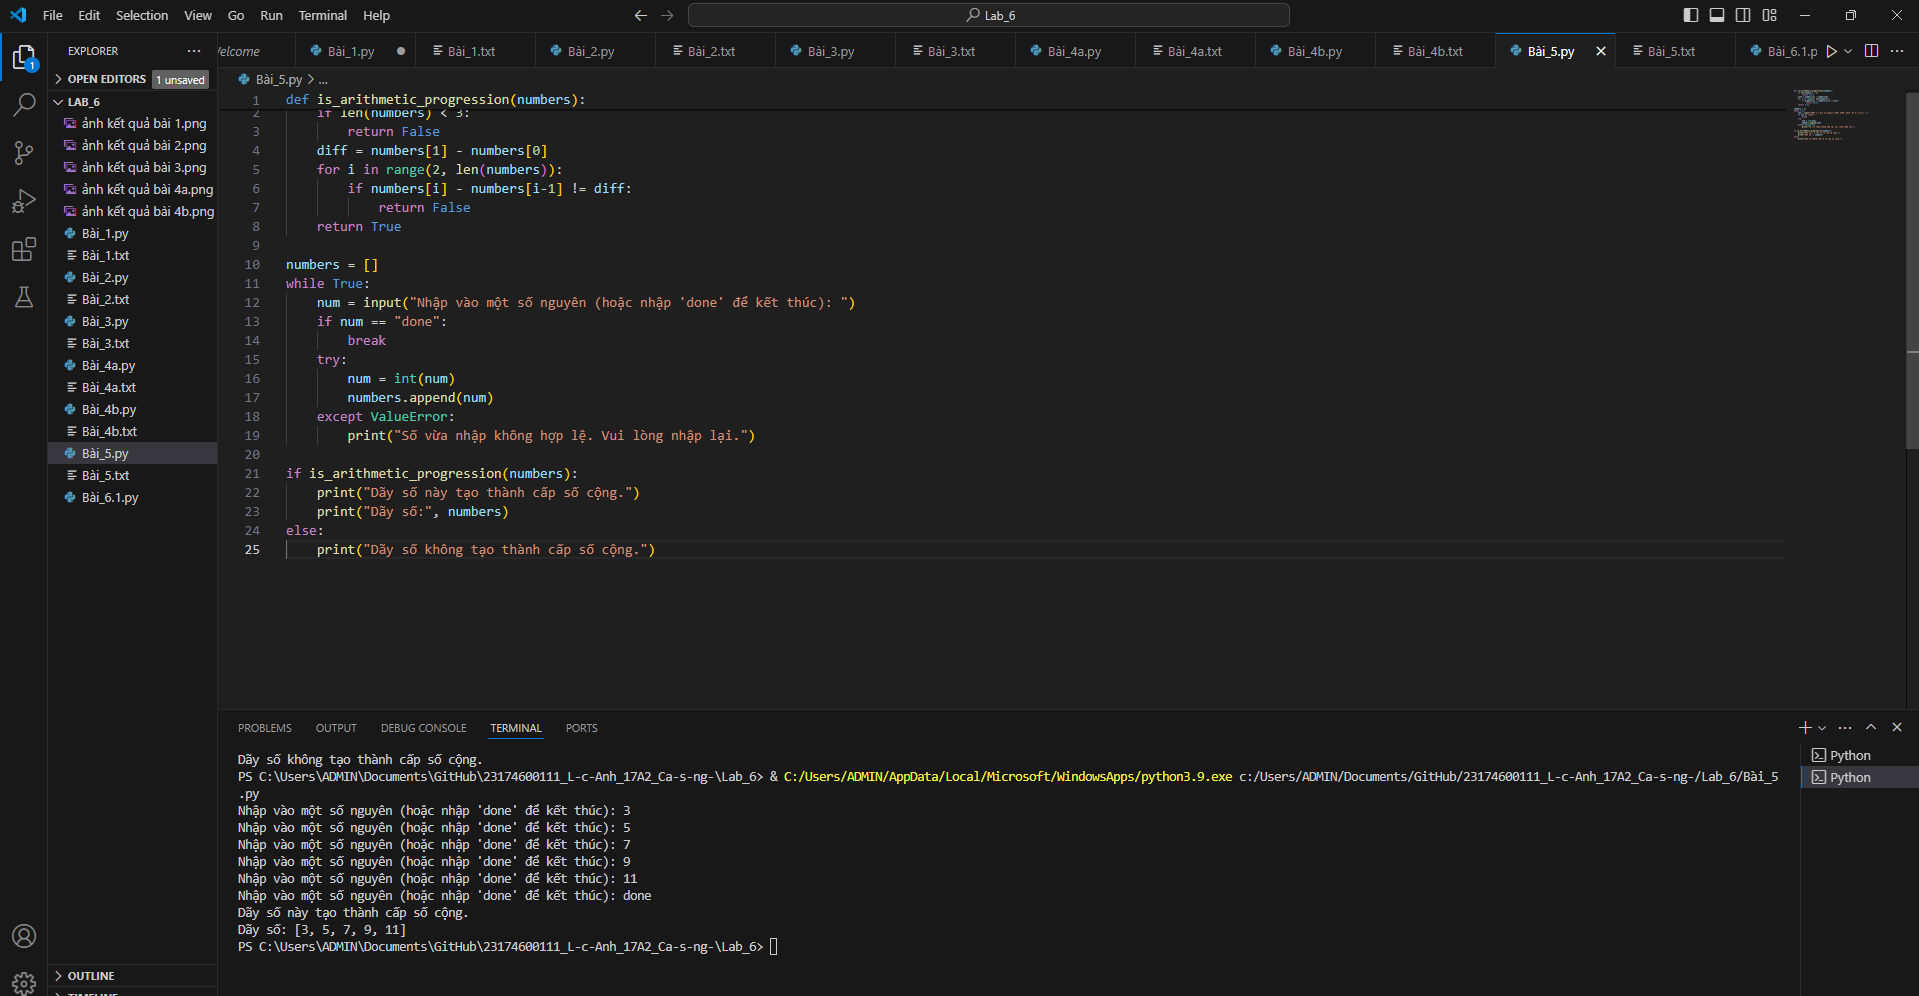 File Edit Selection View Go Run Terminal Help
Lab_6
EXPLORER
Welcome
Bài_1.py
Bài_1.txt
Bài_2.py
Bài_2.txt
Bài_3.py
Bài_3.txt
Bài_4a.py
Bài_4a.txt
Bài_4b.py
Bài_4b.txt
Bài_5.py
Bài_5.txt
Bài_6.1.p
1
OPEN EDITORS 1 unsaved
LAB_6
ảnh kết quả bài 1.png
ảnh kết quả bài 2.png
ảnh kết quả bài 3.png
ảnh kết quả bài 4a.png
ảnh kết quả bài 4b.png
Bài_1.py
Bài_1.txt
Bài_2.py
Bài_2.txt
Bài_3.py
Bài_3.txt
Bài_4a.py
Bài_4a.txt
Bài_4b.py
Bài_4b.txt
Bài_5.py
Bài_5.txt
Bài_6.1.py
OUTLINE
TIMELINE
Bài_5.py > ...
1 def is_arithmetic_progression(numbers):
2 if len(numbers) < 3:
3 return False
4 diff = numbers[1] - numbers[0]
5 for i in range(2, len(numbers)):
6 if numbers[i] - numbers[i-1] != diff:
7 return False
8 return True
9
10 numbers = []
11 while True:
12 num = input("Nhập vào một số nguyên (hoặc nhập 'done' để kết thúc): ")
13 if num == "done":
14 break
15 try:
16 num = int(num)
17 numbers.append(num)
18 except ValueError:
19 print("Số vừa nhập không hợp lệ. Vui lòng nhập lại.")
20
21 if is_arithmetic_progression(numbers):
22 print("Dãy số này tạo thành cấp số cộng.")
23 print("Dãy số:", numbers)
24 else:
25 print("Dãy số không tạo thành cấp số cộng.")
PROBLEMS OUTPUT DEBUG CONSOLE TERMINAL PORTS
Dãy số không tạo thành cấp số cộng.
PS C:\Users\ADMIN\Documents\GitHub\23174600111_L-c-Anh_17A2_Ca-s-ng-\Lab_6> & C:/Users/ADMIN/AppData/Local/Microsoft/WindowsApps/python3.9.exe c:/Users/ADMIN/Documents/GitHub/23174600111_L-c-Anh_17A2_Ca-s-ng-/Lab_6/Bài_5
.py
Nhập vào một số nguyên (hoặc nhập 'done' để kết thúc): 3
Nhập vào một số nguyên (hoặc nhập 'done' để kết thúc): 5
Nhập vào một số nguyên (hoặc nhập 'done' để kết thúc): 7
Nhập vào một số nguyên (hoặc nhập 'done' để kết thúc): 9
Nhập vào một số nguyên (hoặc nhập 'done' để kết thúc): 11
Nhập vào một số nguyên (hoặc nhập 'done' để kết thúc): done
Dãy số này tạo thành cấp số cộng.
Dãy số: [3, 5, 7, 9, 11]
PS C:\Users\ADMIN\Documents\GitHub\23174600111_L-c-Anh_17A2_Ca-s-ng-\Lab_6>
Python
Python